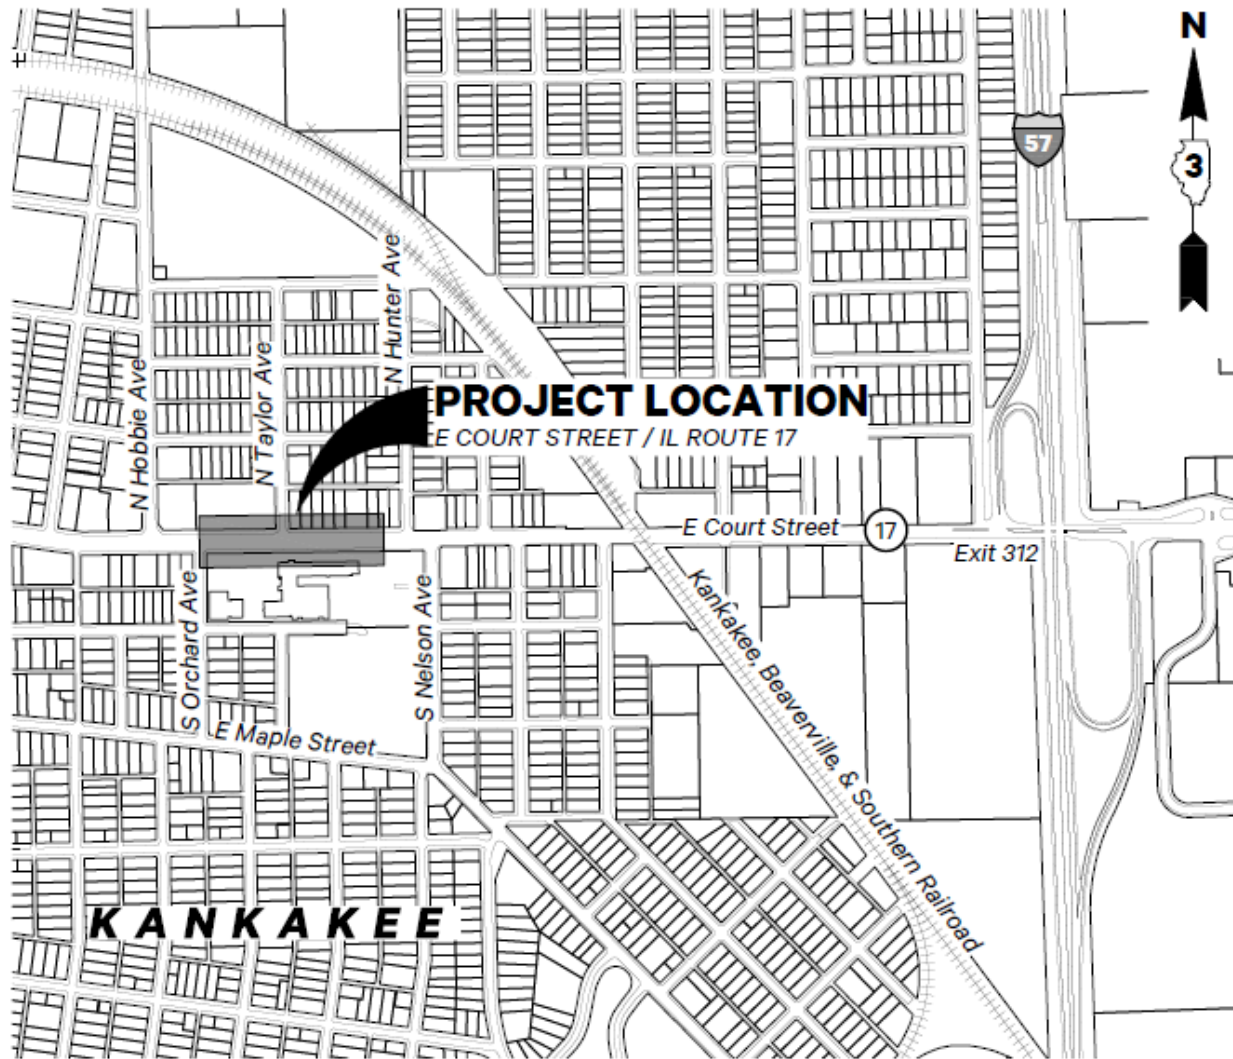 N
57
3
N Hunter Ave
N Taylor Ave
N Hobbie Ave
PROJECT LOCATION
E COURT STREET / IL ROUTE 17
E Court Street
17
Exit 312
S Orchard Ave
S Nelson Ave
E Maple Street
Kankakee, Beaverville, & Southern Railroad
KANKAKEE